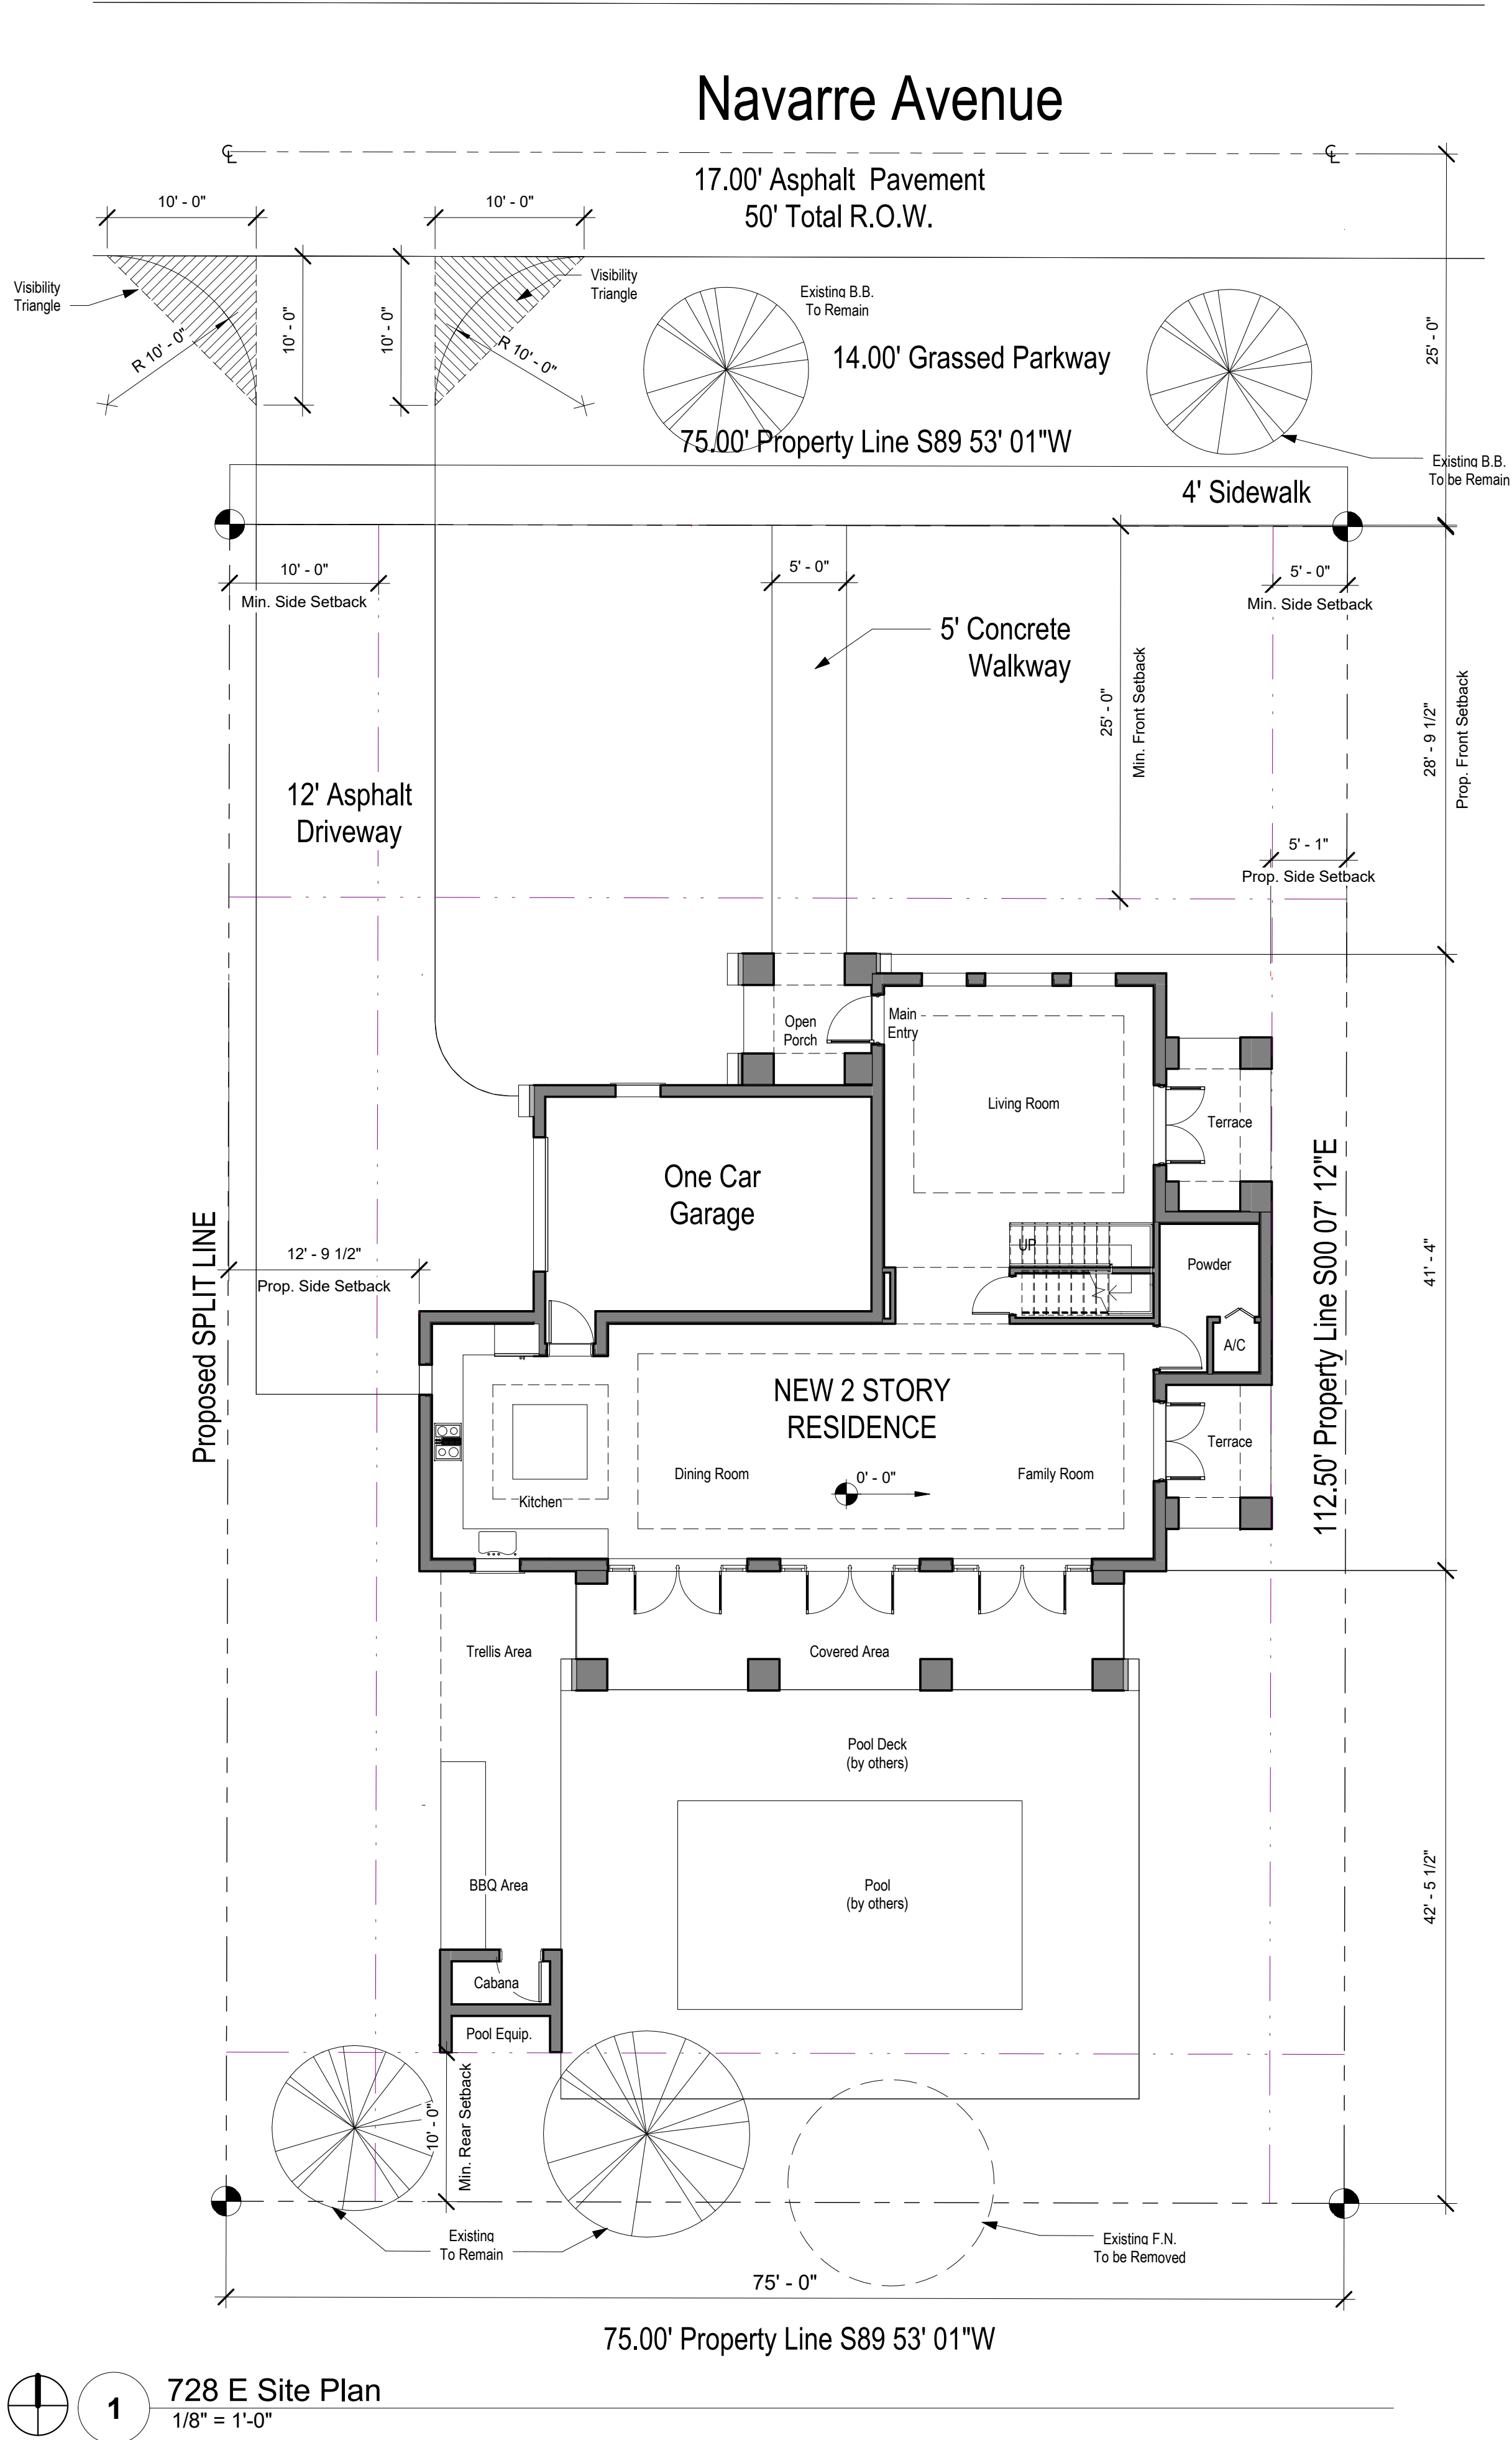 Navarre Avenue
℄
℄
17.00' Asphalt Pavement
50' Total R.O.W.
10' - 0"
10' - 0"
Visibility
Triangle
Visibility
Triangle
10' - 0"
10' - 0"
R 10' - 0"
R 10' - 0"
Existing B.B.
To Remain
14.00' Grassed Parkway
25' - 0"
75.00' Property Line S89 53' 01"W
Existing B.B.
To be Remain
4' Sidewalk
10' - 0"
Min. Side Setback
5' - 0"
5' - 0"
Min. Side Setback
5' Concrete
Walkway
25' - 0"
Min. Front Setback
28' - 9 1/2"
Prop. Front Setback
12' Asphalt
Driveway
5' - 1"
Prop. Side Setback
Open
Porch
Main
Entry
Living Room
Terrace
One Car
Garage
UP
Powder
A/C
12' - 9 1/2"
Prop. Side Setback
Proposed SPLIT LINE
112.50' Property Line S00 07' 12"E
41' - 4"
NEW 2 STORY
RESIDENCE
Terrace
Dining Room
0' - 0"
Family Room
Kitchen
Trellis Area
Covered Area
Pool Deck
(by others)
BBQ Area
Pool
(by others)
42' - 5 1/2"
Cabana
Pool Equip.
10' - 0"
Min. Rear Setback
Existing
To Remain
Existing F.N.
To be Removed
75' - 0"
75.00' Property Line S89 53' 01"W
1
728 E Site Plan
1/8" = 1'-0"